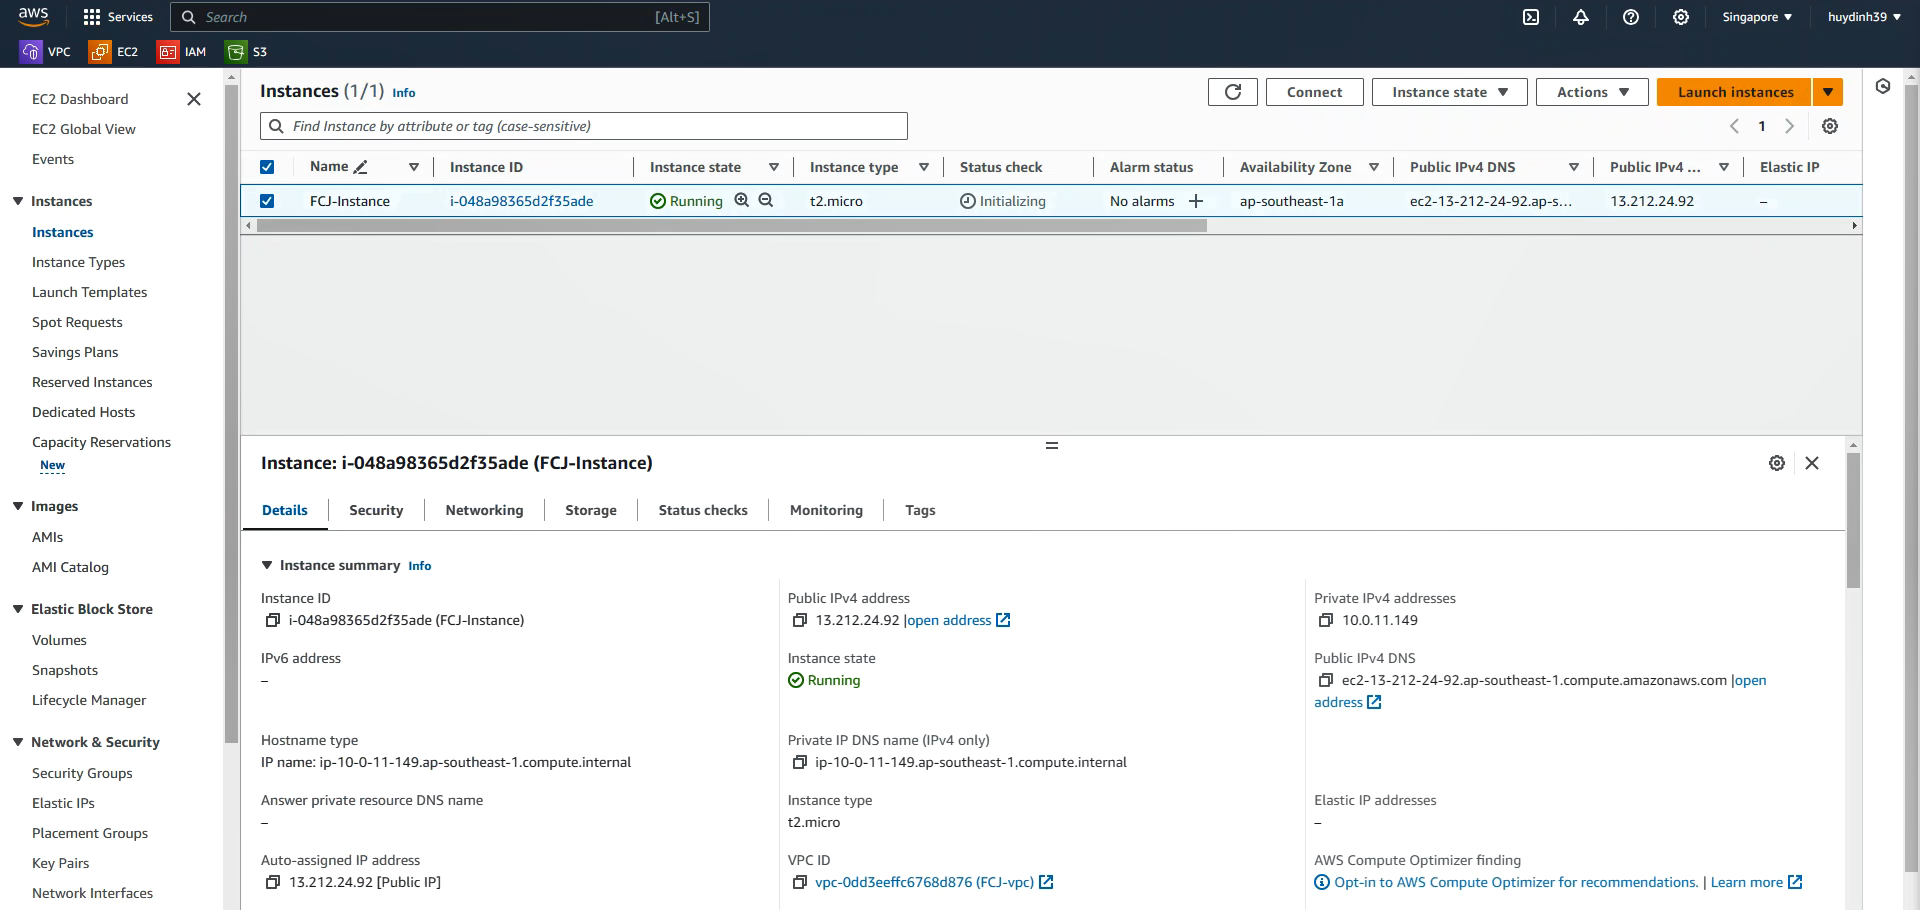 aws
Services
Search
[Alt+S]
Singapore
huydinh39
VPC
EC2
IAM
S3
EC2 Dashboard
EC2 Global View
Events
Instances
Instances
Instance Types
Launch Templates
Spot Requests
Savings Plans
Reserved Instances
Dedicated Hosts
Capacity Reservations
New
Images
AMIs
AMI Catalog
Elastic Block Store
Volumes
Snapshots
Lifecycle Manager
Network & Security
Security Groups
Elastic IPs
Placement Groups
Key Pairs
Network Interfaces
Instances (1/1) Info
Connect
Instance state
Actions
Launch instances
Find Instance by attribute or tag (case-sensitive)
1
Name Instance ID Instance state Instance type Status check Alarm status Availability Zone Public IPv4 DNS Public IPv4 ... Elastic IP
FCJ-Instance i-048a98365d2f35ade Running t2.micro Initializing No alarms + ap-southeast-1a ec2-13-212-24-92.ap-s... 13.212.24.92 –
Instance: i-048a98365d2f35ade (FCJ-Instance)
Details Security Networking Storage Status checks Monitoring Tags
Instance summary Info
Instance ID
i-048a98365d2f35ade (FCJ-Instance)
Public IPv4 address
13.212.24.92 |open address
Private IPv4 addresses
10.0.11.149
IPv6 address
–
Instance state
Running
Public IPv4 DNS
ec2-13-212-24-92.ap-southeast-1.compute.amazonaws.com |open
address
Hostname type
IP name: ip-10-0-11-149.ap-southeast-1.compute.internal
Private IP DNS name (IPv4 only)
ip-10-0-11-149.ap-southeast-1.compute.internal
Answer private resource DNS name
–
Instance type
t2.micro
Elastic IP addresses
–
Auto-assigned IP address
13.212.24.92 [Public IP]
VPC ID
vpc-0dd3eeffc6768d876 (FCJ-vpc)
AWS Compute Optimizer finding
Opt-in to AWS Compute Optimizer for recommendations. | Learn more